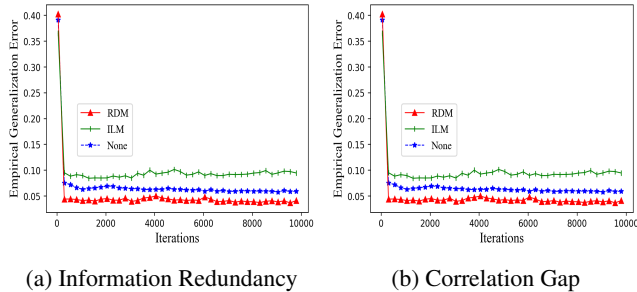 Empirical Generalization Error
0.40
0.35
0.30
0.25
0.20
0.15
0.10
0.05
RDM
ILM
None
0 2000 4000 6000 8000 10000
Iterations
(a) Information Redundancy
Empirical Generalization Error
0.40
0.35
0.30
0.25
0.20
0.15
0.10
0.05
RDM
ILM
None
0 2000 4000 6000 8000 10000
Iterations
(b) Correlation Gap